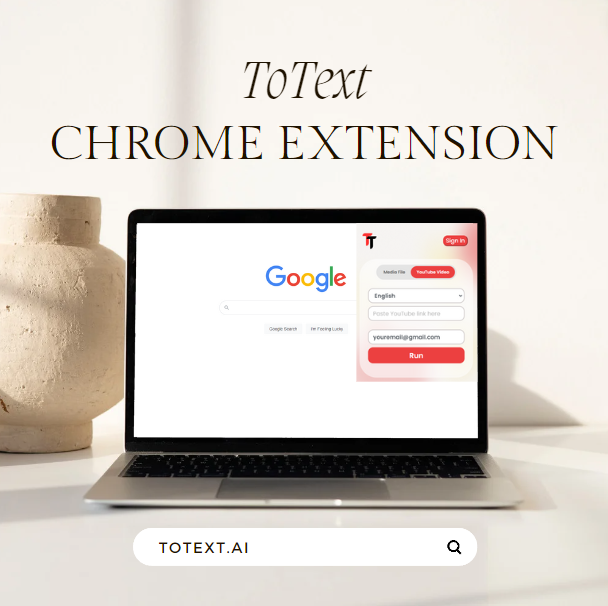 ToText
CHROME EXTENSION
TT
Sign In
Google
Media file
YouTube Video
English
Paste YouTube link here
Google Search
I'm Feeling Lucky
youremail@gmail.com
Run
TOTEXT.AI